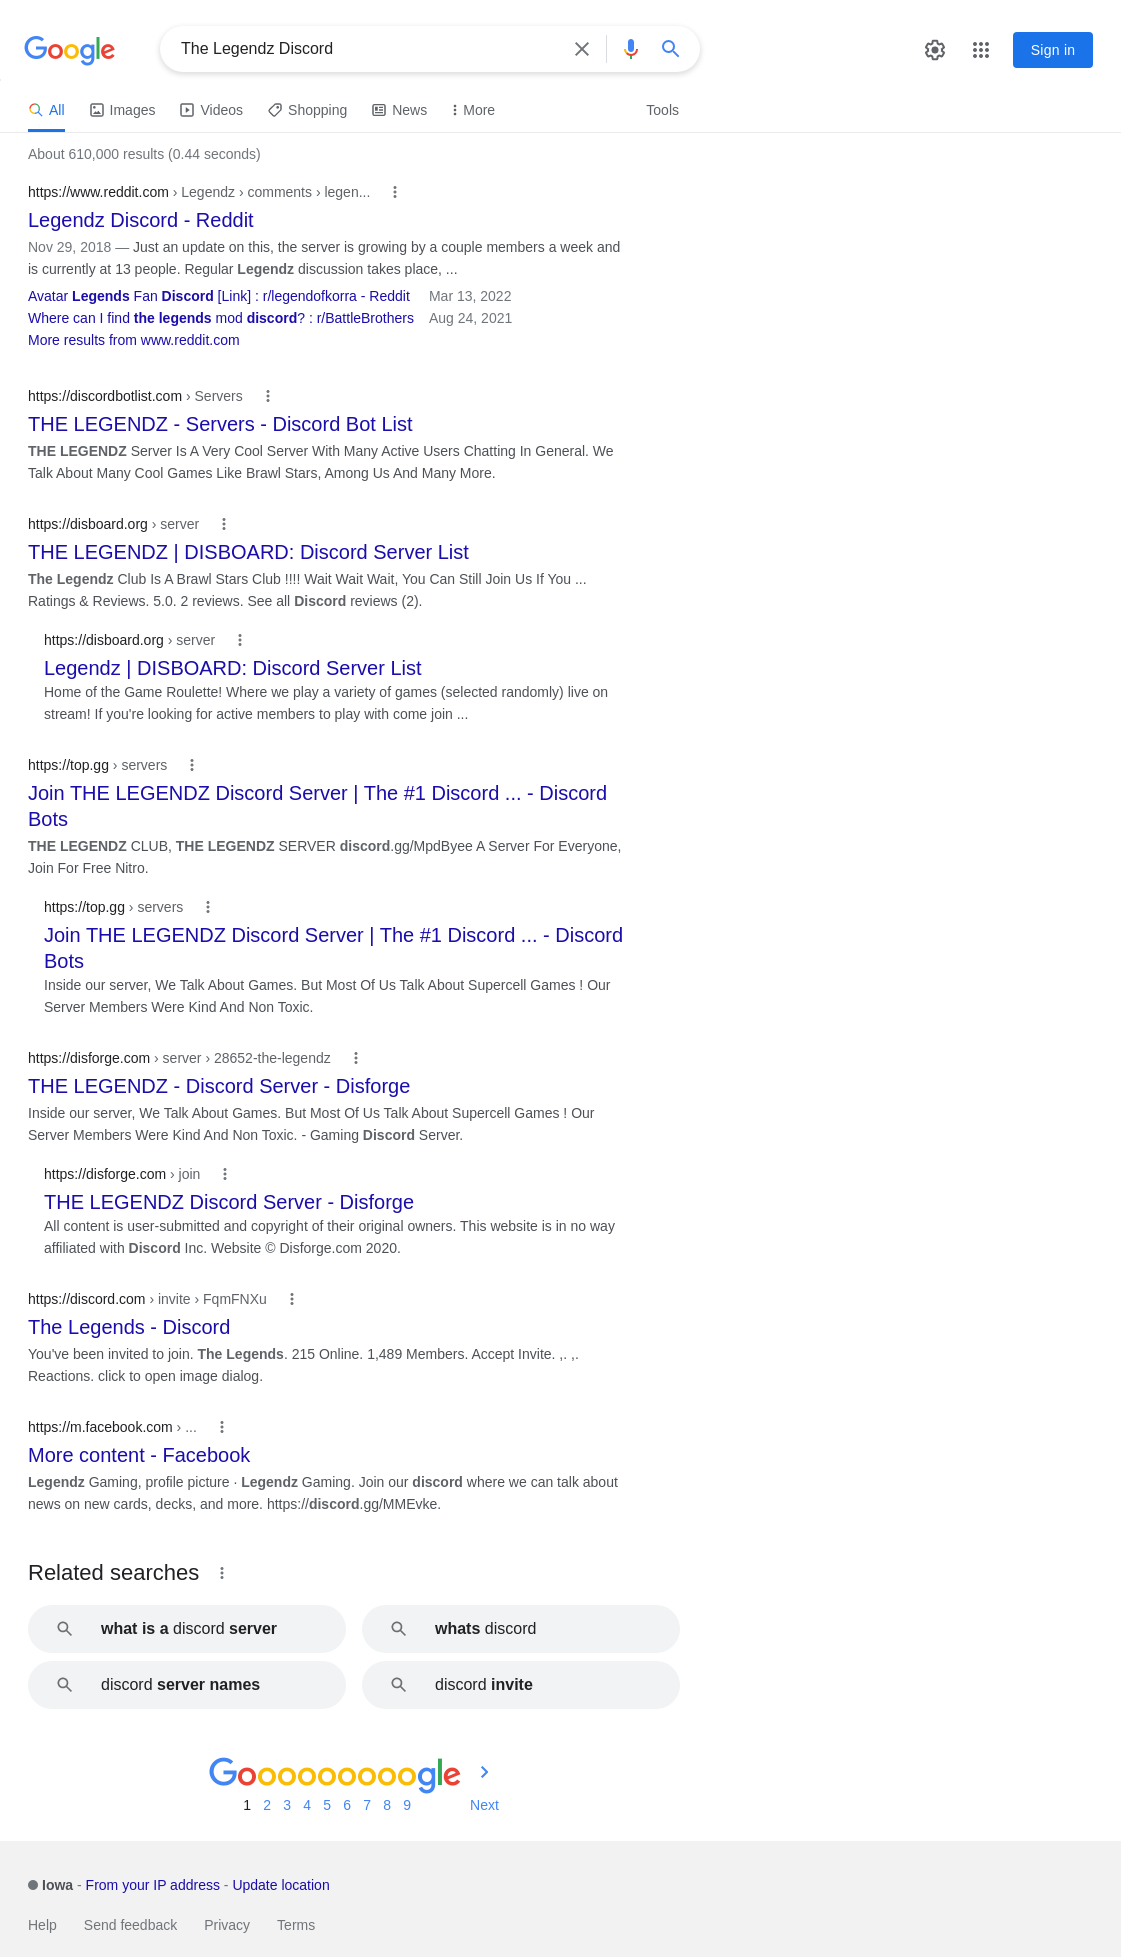 Google
The Legendz Discord
Sign in
All Images Videos Shopping News More Tools
About 610,000 results (0.44 seconds)
https://www.reddit.com › Legendz › comments › legen...
Legendz Discord - Reddit
Nov 29, 2018 — Just an update on this, the server is growing by a couple members a week and
is currently at 13 people. Regular Legendz discussion takes place, ...
Avatar Legends Fan Discord [Link] : r/legendofkorra - Reddit Mar 13, 2022
Where can I find the legends mod discord? : r/BattleBrothers Aug 24, 2021
More results from www.reddit.com
https://discordbotlist.com › Servers
THE LEGENDZ - Servers - Discord Bot List
THE LEGENDZ Server Is A Very Cool Server With Many Active Users Chatting In General. We
Talk About Many Cool Games Like Brawl Stars, Among Us And Many More.
https://disboard.org › server
THE LEGENDZ | DISBOARD: Discord Server List
The Legendz Club Is A Brawl Stars Club !!!! Wait Wait Wait, You Can Still Join Us If You ...
Ratings & Reviews. 5.0. 2 reviews. See all Discord reviews (2).
https://disboard.org › server
Legendz | DISBOARD: Discord Server List
Home of the Game Roulette! Where we play a variety of games (selected randomly) live on
stream! If you're looking for active members to play with come join ...
https://top.gg › servers
Join THE LEGENDZ Discord Server | The #1 Discord ... - Discord
Bots
THE LEGENDZ CLUB, THE LEGENDZ SERVER discord.gg/MpdByee A Server For Everyone,
Join For Free Nitro.
https://top.gg › servers
Join THE LEGENDZ Discord Server | The #1 Discord ... - Discord
Bots
Inside our server, We Talk About Games. But Most Of Us Talk About Supercell Games ! Our
Server Members Were Kind And Non Toxic.
https://disforge.com › server › 28652-the-legendz
THE LEGENDZ - Discord Server - Disforge
Inside our server, We Talk About Games. But Most Of Us Talk About Supercell Games ! Our
Server Members Were Kind And Non Toxic. - Gaming Discord Server.
https://disforge.com › join
THE LEGENDZ Discord Server - Disforge
All content is user-submitted and copyright of their original owners. This website is in no way
affiliated with Discord Inc. Website © Disforge.com 2020.
https://discord.com › invite › FqmFNXu
The Legends - Discord
You've been invited to join. The Legends. 215 Online. 1,489 Members. Accept Invite. ,. ,.
Reactions. click to open image dialog.
https://m.facebook.com › ...
More content - Facebook
Legendz Gaming, profile picture · Legendz Gaming. Join our discord where we can talk about
news on new cards, decks, and more. https://discord.gg/MMEvke.
Related searches
what is a discord server
whats discord
discord server names
discord invite
Gooooooooogle
1 2 3 4 5 6 7 8 9 Next
Iowa - From your IP address - Update location
Help Send feedback Privacy Terms